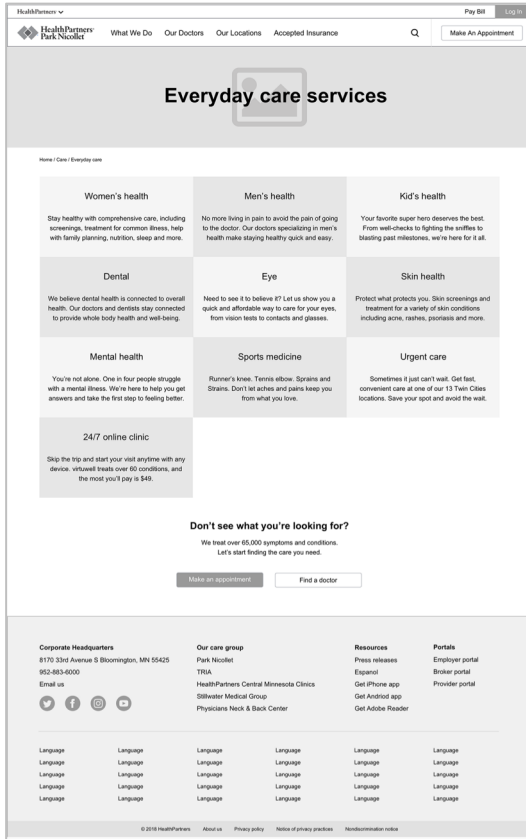 HealthPartners
Pay Bill
Log In
HealthPartners
Park Nicollet
What We Do
Our Doctors
Our Locations
Accepted Insurance
Make An Appointment
Everyday care services
Home / Care / Everyday care
Women's health
Stay healthy with comprehensive care, including
screenings, treatment for common illness, help
with family planning, nutrition, sleep and more.
Men's health
No more living in pain to avoid the pain of going
to the doctor. Our doctors specializing in men's
health make staying healthy quick and easy.
Kid's health
Your favorite super hero deserves the best.
From well-checks to fighting the sniffles to
blasting past milestones, we're here for it all.
Dental
We believe dental health is connected to overall
health. Our doctors and dentists stay connected
to provide whole body health and well-being.
Eye
Need to see it to believe it? Let us show you a
quick and affordable way to care for your eyes,
from vision tests to contacts and glasses.
Skin health
Protect what protects you. Skin screenings and
treatment for a variety of skin conditions
including acne, rashes, psoriasis and more.
Mental health
You're not alone. One in four people struggle
with a mental illness. We're here to help you get
answers and take the first step to feeling better.
Sports medicine
Runner's knee. Tennis elbow. Sprains and
Strains. Don't let aches and pains keep you
from what you love.
Urgent care
Sometimes it just can't wait. Get fast,
convenient care at one of our 13 Twin Cities
locations. Save your spot and avoid the wait.
24/7 online clinic
Skip the trip and start your visit anytime with any
device. virtuwell treats over 60 conditions, and
the most you'll pay is $49.
Don't see what you're looking for?
We treat over 65,000 symptoms and conditions.
Let's start finding the care you need.
Make an appointment
Find a doctor
Corporate Headquarters
8170 33rd Avenue S Bloomington, MN 55425
952-883-6000
Email us
Our care group
Park Nicollet
TRIA
HealthPartners Central Minnesota Clinics
Stillwater Medical Group
Physicians Neck & Back Center
Resources
Press releases
Espanol
Get iPhone app
Get Andriod app
Get Adobe Reader
Portals
Employer portal
Broker portal
Provider portal
Language Language Language Language Language Language
Language Language Language Language Language Language
Language Language Language Language Language Language
Language Language Language Language Language Language
Language Language Language Language Language Language
© 2018 HealthPartners About us Privacy policy Notice of privacy practices Nondiscrimination notice